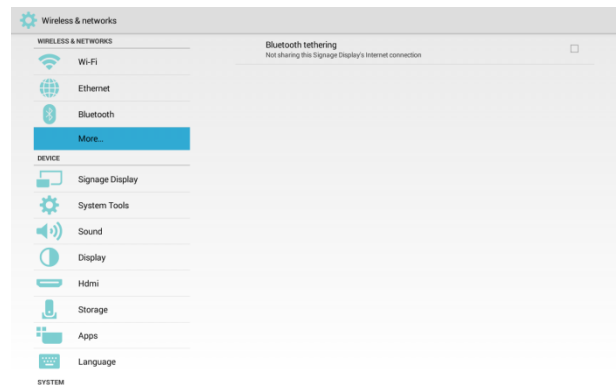 Wireless & networks
WIRELESS & NETWORKS
Wi-Fi
Ethernet
Bluetooth
More...
DEVICE
Signage Display
System Tools
Sound
Display
Hdmi
Storage
Apps
Language
SYSTEM
Bluetooth tethering
Not sharing this Signage Display's Internet connection